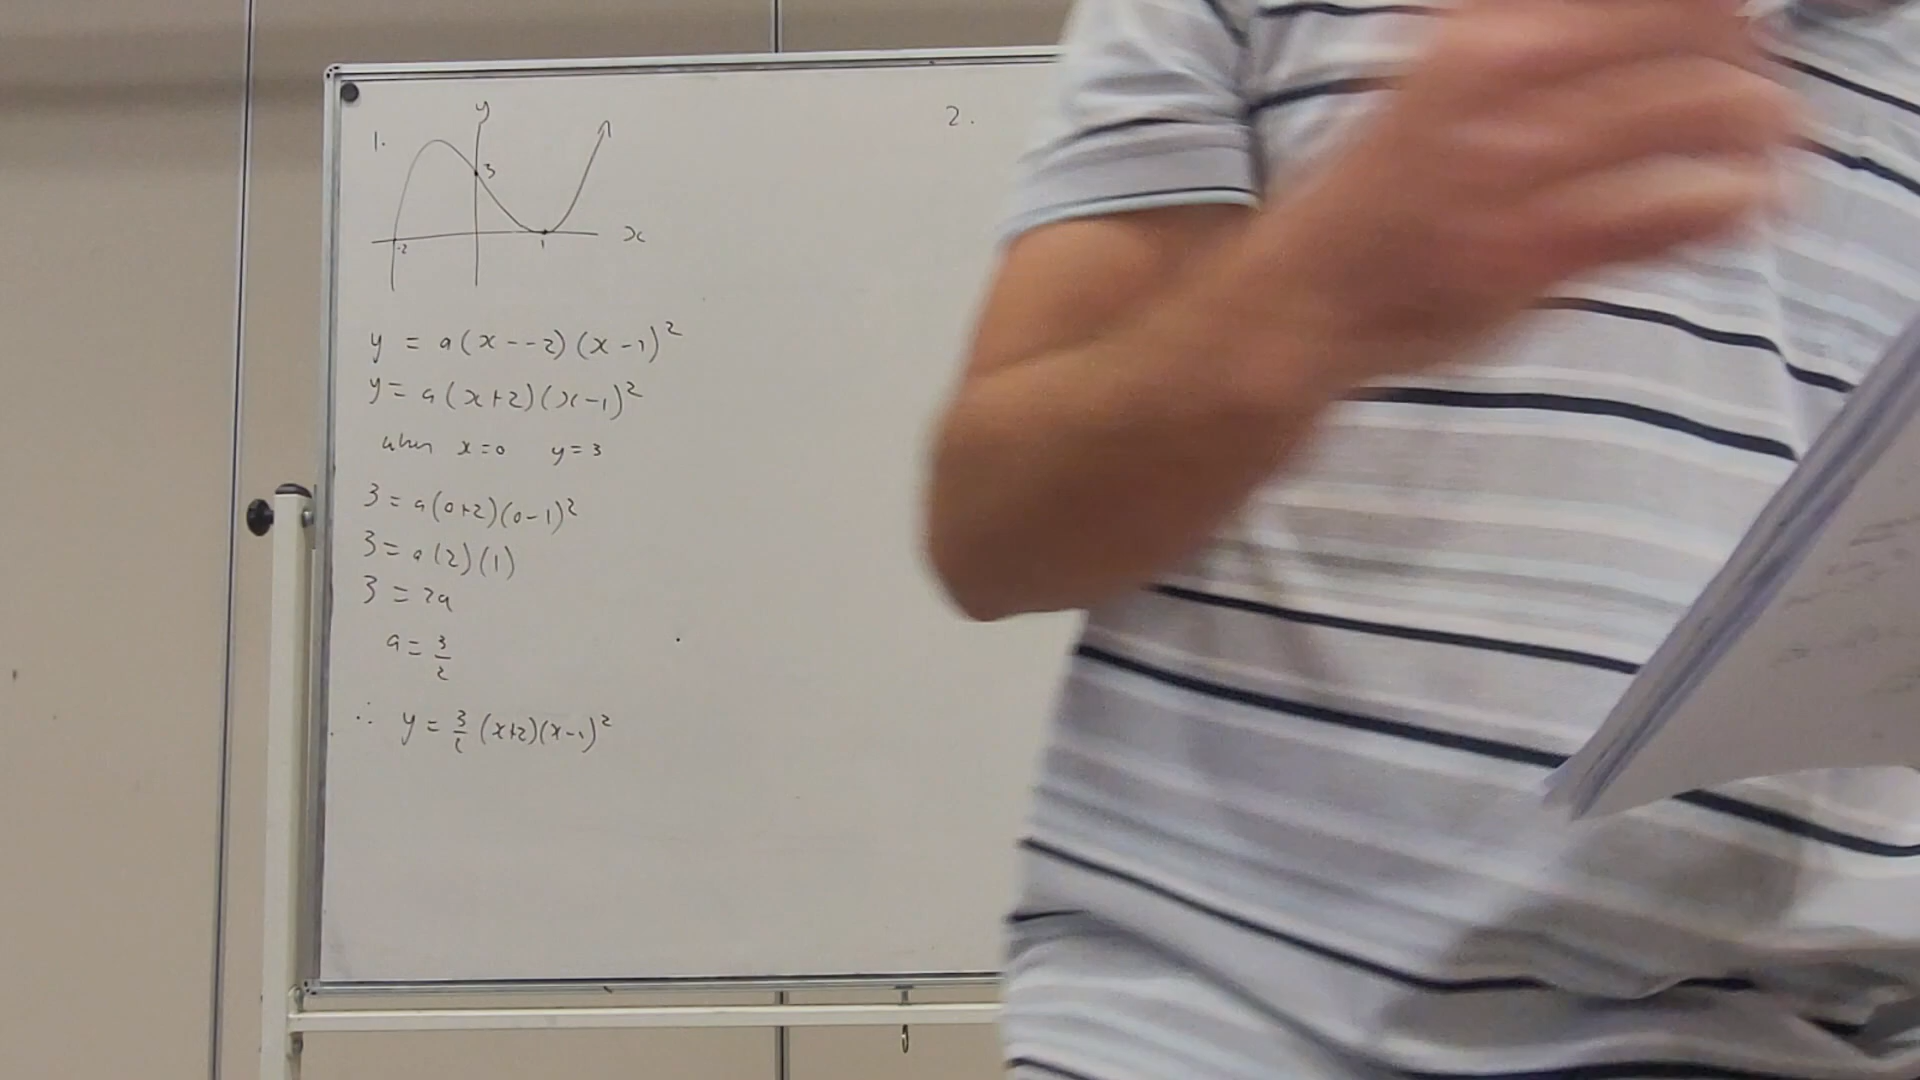 1.
y
3
-2
1
x
y = a(x--2)(x-1)²
y = a(x+2)(x-1)²
when x=0 y=3
3 = a(0+2)(0-1)²
3 = a(2)(1)
3 = 2a
a = 3/2
∴ y = 3/2 (x+2)(x-1)²
2.